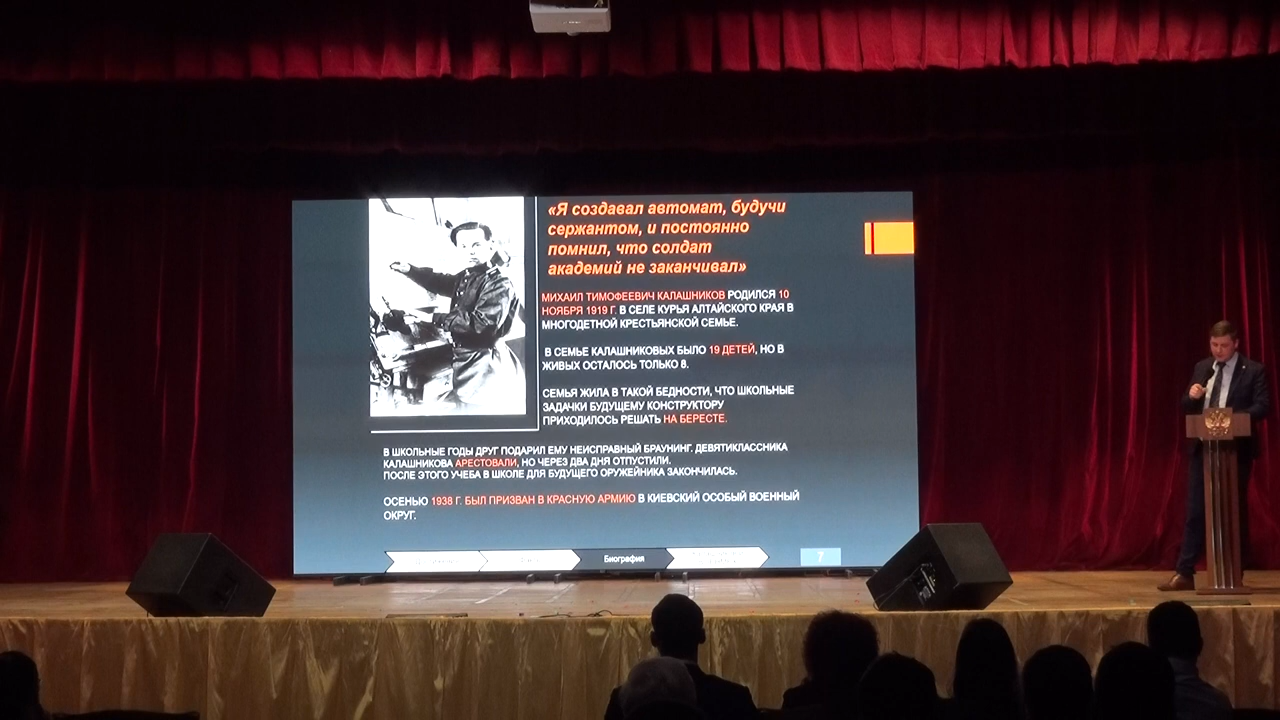 «Я создавал автомат, будучи
сержантом, и постоянно
помнил, что солдат
академий не заканчивал»
МИХАИЛ ТИМОФЕЕВИЧ КАЛАШНИКОВ РОДИЛСЯ 10
НОЯБРЯ 1919 Г. В СЕЛЕ КУРЬЯ АЛТАЙСКОГО КРАЯ В
МНОГОДЕТНОЙ КРЕСТЬЯНСКОЙ СЕМЬЕ.
В СЕМЬЕ КАЛАШНИКОВЫХ БЫЛО 19 ДЕТЕЙ, НО В
ЖИВЫХ ОСТАЛОСЬ ТОЛЬКО 8.
СЕМЬЯ ЖИЛА В ТАКОЙ БЕДНОСТИ, ЧТО ШКОЛЬНЫЕ
ЗАДАЧКИ БУДУЩЕМУ КОНСТРУКТОРУ
ПРИХОДИЛОСЬ РЕШАТЬ НА БЕРЕСТЕ.
В ШКОЛЬНЫЕ ГОДЫ ДРУГ ПОДАРИЛ ЕМУ НЕИСПРАВНЫЙ БРАУНИНГ. ДЕВЯТИКЛАССНИКА
КАЛАШНИКОВА АРЕСТОВАЛИ, НО ЧЕРЕЗ ДВА ДНЯ ОТПУСТИЛИ.
ПОСЛЕ ЭТОГО УЧЕБА В ШКОЛЕ ДЛЯ БУДУЩЕГО ОРУЖЕЙНИКА ЗАКОНЧИЛАСЬ.
ОСЕНЬЮ 1938 Г. БЫЛ ПРИЗВАН В КРАСНУЮ АРМИЮ В КИЕВСКИЙ ОСОБЫЙ ВОЕННЫЙ
ОКРУГ.
Биография
7